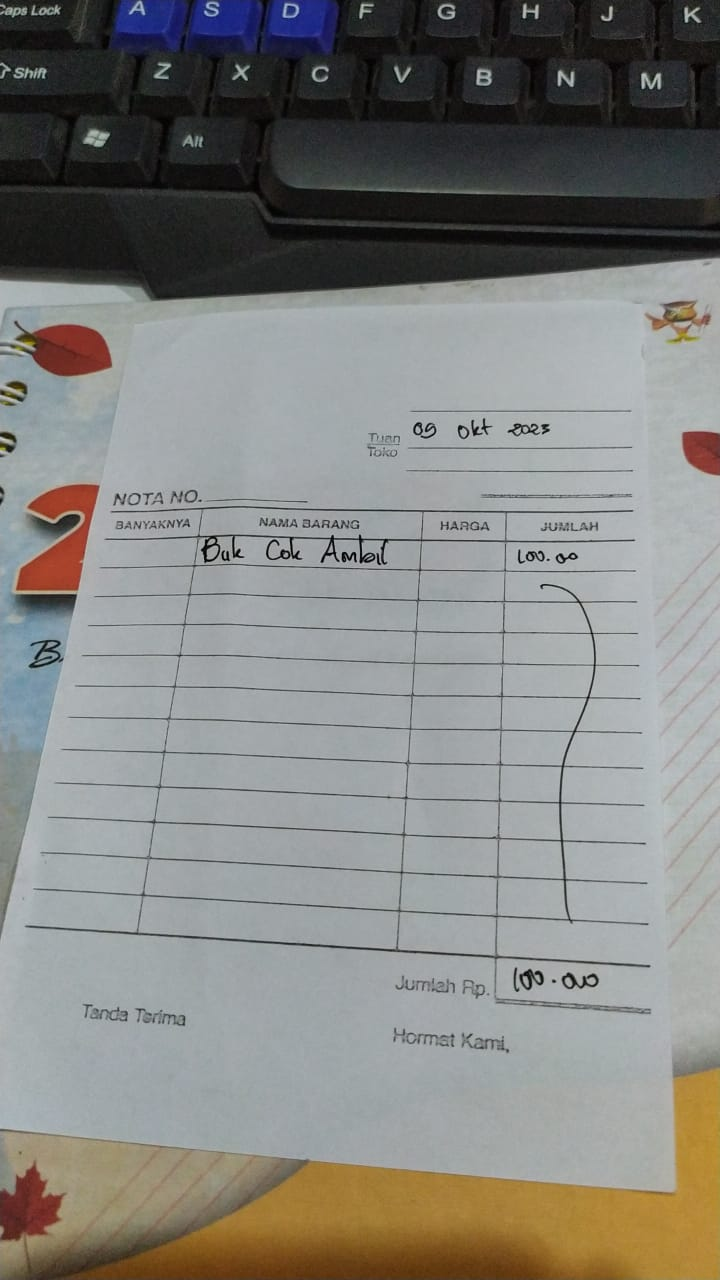 Caps Lock A S D F G H J K
Shift Z X C V B N M
Alt
Tuan 09 Okt 2023
Toko
NOTA NO.
BANYAKNYA NAMA BARANG HARGA JUMLAH
Buk Cok Ambil 100.00
2
B.
Jumlah Rp. 100.000
Tanda Terima
Hormat Kami,